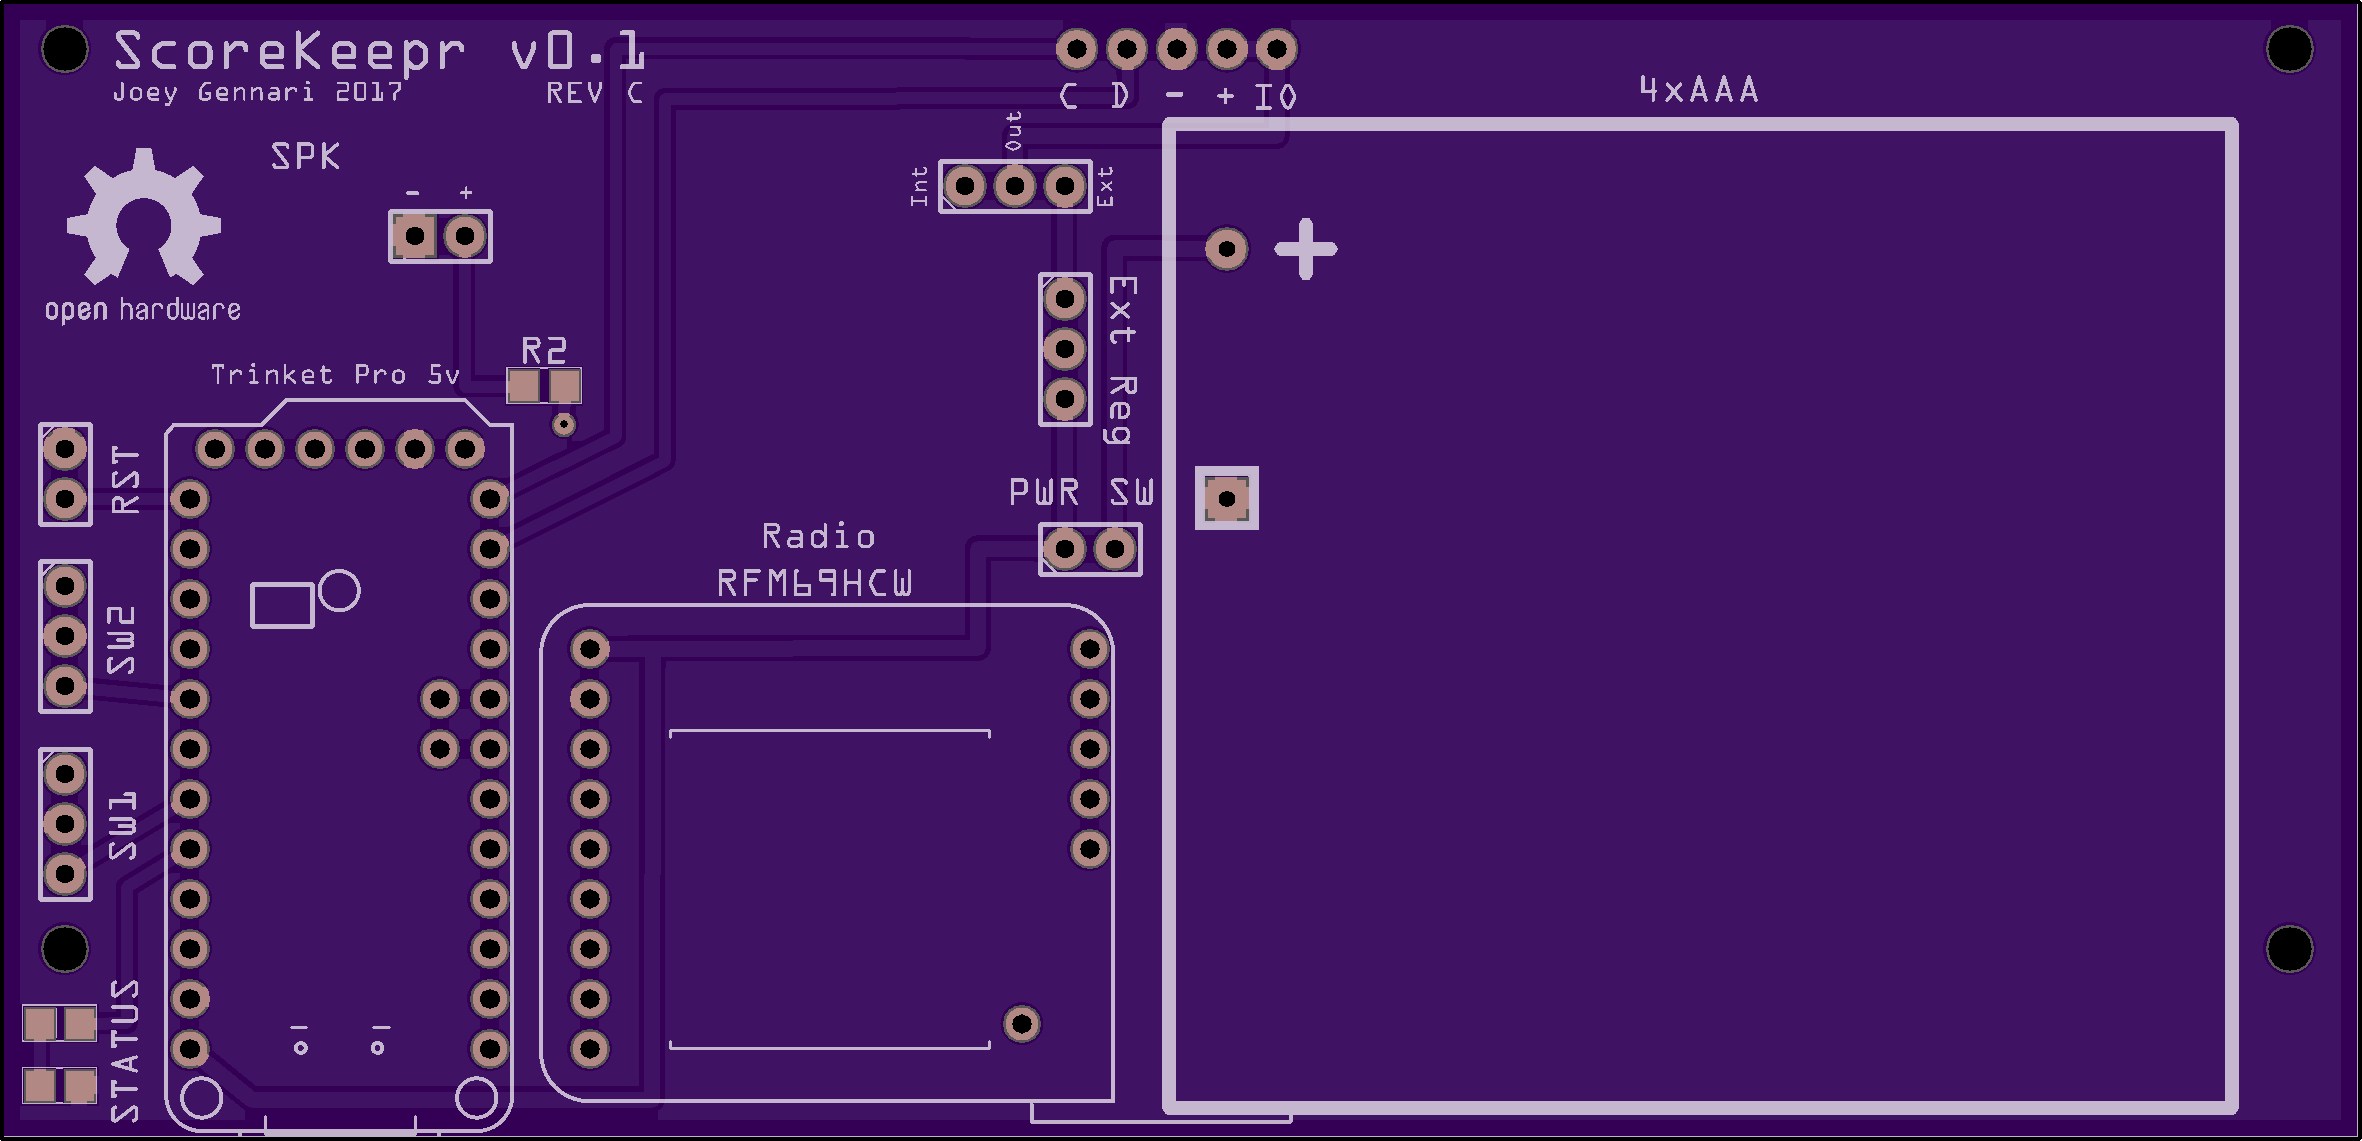 ScoreKeepr v0.1
Joey Gennari 2017 REV C
C D - + IO
4xAAA
Out
Int
Ext
SPK
- +
+
open hardware
Ext Reg
R2
Trinket Pro 5v
RST
PWR SW
Radio
RFM69HCW
SW2
SW1
STATUS